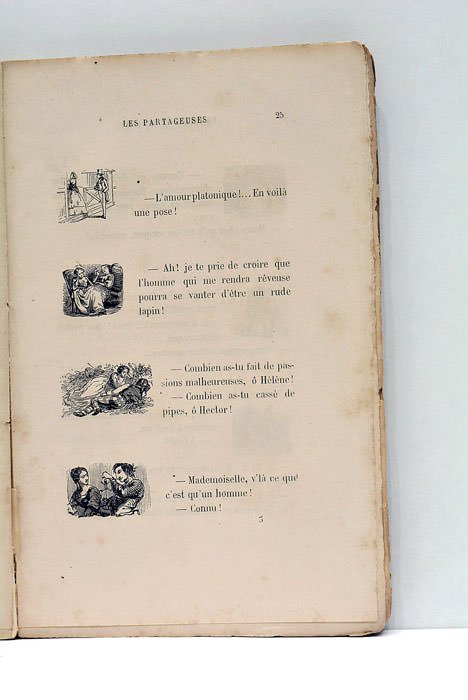 LES PARTAGEUSES
25
— L'amour platonique!... En voilà
une pose!
— Ah! je te prie de croire que
l'homme qui me rendra rêveuse
pourra se vanter d'être un rude
lapin!
— Combien as-tu fait de pas-
sions malheureuses, ô Hélène!
— Combien as-tu cassé de
pipes, ô Hector!
— Mademoiselle, v'là ce que
c'est qu'un homme!
— Connu!
3